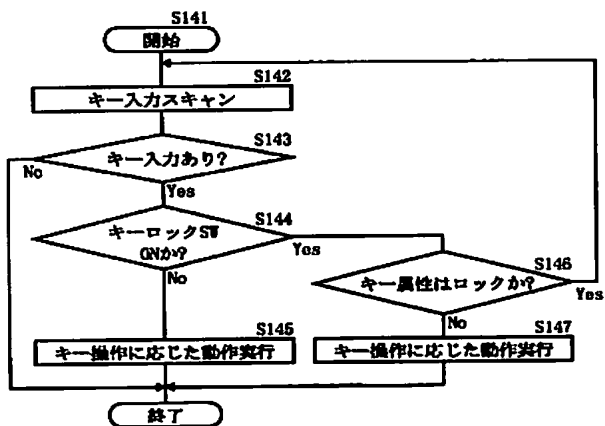 S141
開始
S142
キー入力スキャン
S143
キー入力あり?
No
Yes
S144
キーロックSW
ONか?
Yes
No
S146
キー属性はロックか?
Yes
No
S145
キー操作に応じた動作実行
S147
キー操作に応じた動作実行
終了